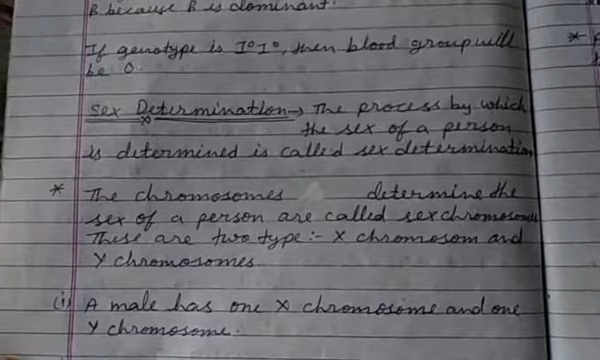 B because B is dominant.
If genotype is I°I°, then blood group will
be O.
Sex Determination → The process by which
the sex of a person
is determined is called sex determination
* The chromosomes determine the
sex of a person are called sex chromosomes
These are two type :- X chromosom and
Y chromosomes.
(i) A male has one X chromosome and one
Y chromosome.
*